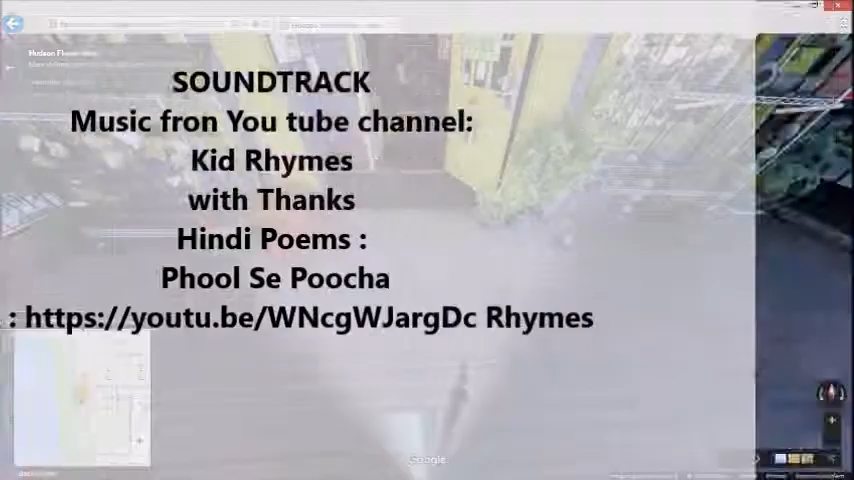 SOUNDTRACK
Music fron You tube channel:
Kid Rhymes
with Thanks
Hindi Poems :
Phool Se Poocha
: https://youtu.be/WNcgWJargDc Rhymes
Google